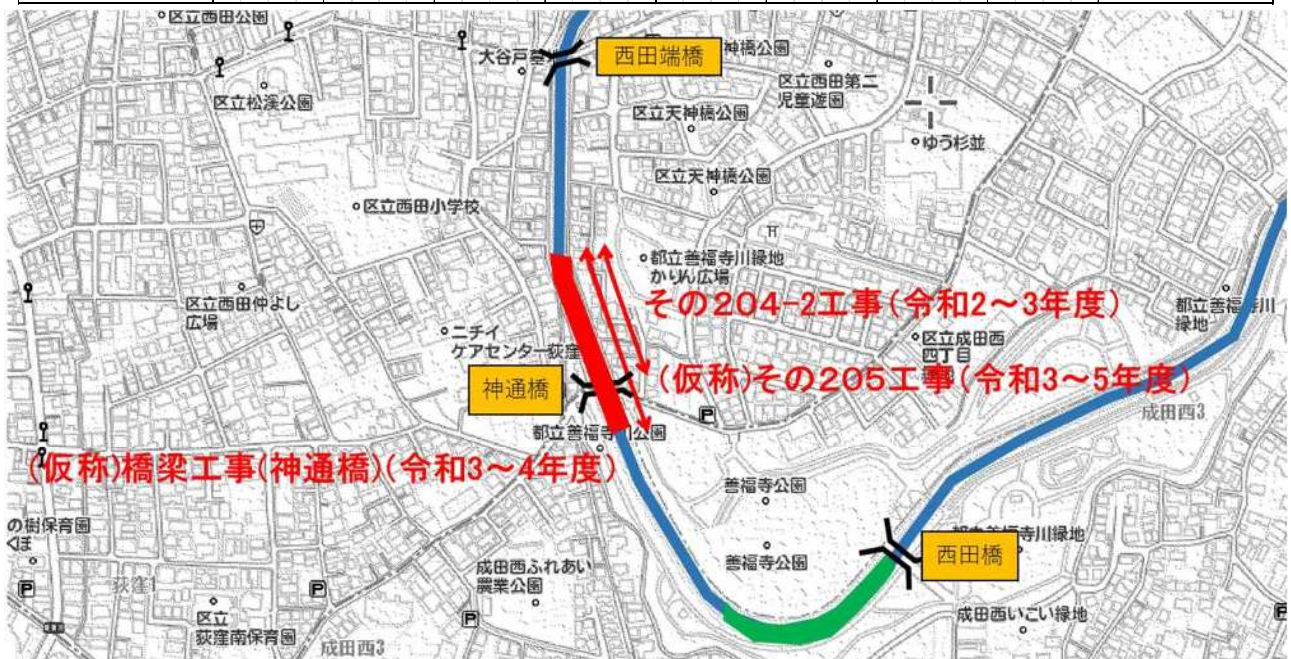 区立西田公園
大谷戸
西田端橋
神橋公園
区立松渓公園
区立西田第二
児童遊園
区立天神橋公園
ゆう杉並
区立天神橋公園
区立西田小学校
都立善福寺川緑地
かりん広場
区立西田仲よし
広場
その204-2工事(令和2～3年度)
都立善福寺川
緑地
ニチイ
ケアセンター荻窪
区立成田西
四丁目
(仮称)その205工事(令和3～5年度)
神通橋
P
成田西3
都立善福寺川公園
(仮称)橋梁工事(神通橋)(令和3～4年度)
善福寺公園
の樹保育園
くぼ
西田橋
善福寺公園
成田西ふれあい
農業公園
P
荻窪1
P
区立
荻窪南保育園
P
成田西いこい緑地
P
成田西3